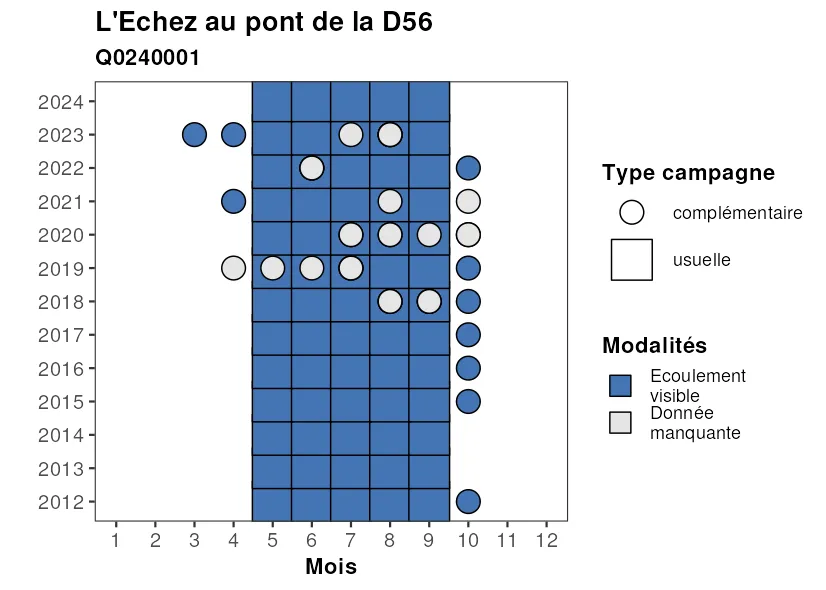 L'Echez au pont de la D56
Q0240001
2024
2023
2022
2021
2020
2019
2018
2017
2016
2015
2014
2013
2012
1 2 3 4 5 6 7 8 9 10 11 12
Mois
Type campagne
complémentaire
usuelle
Modalités
Ecoulement
visible
Donnée
manquante